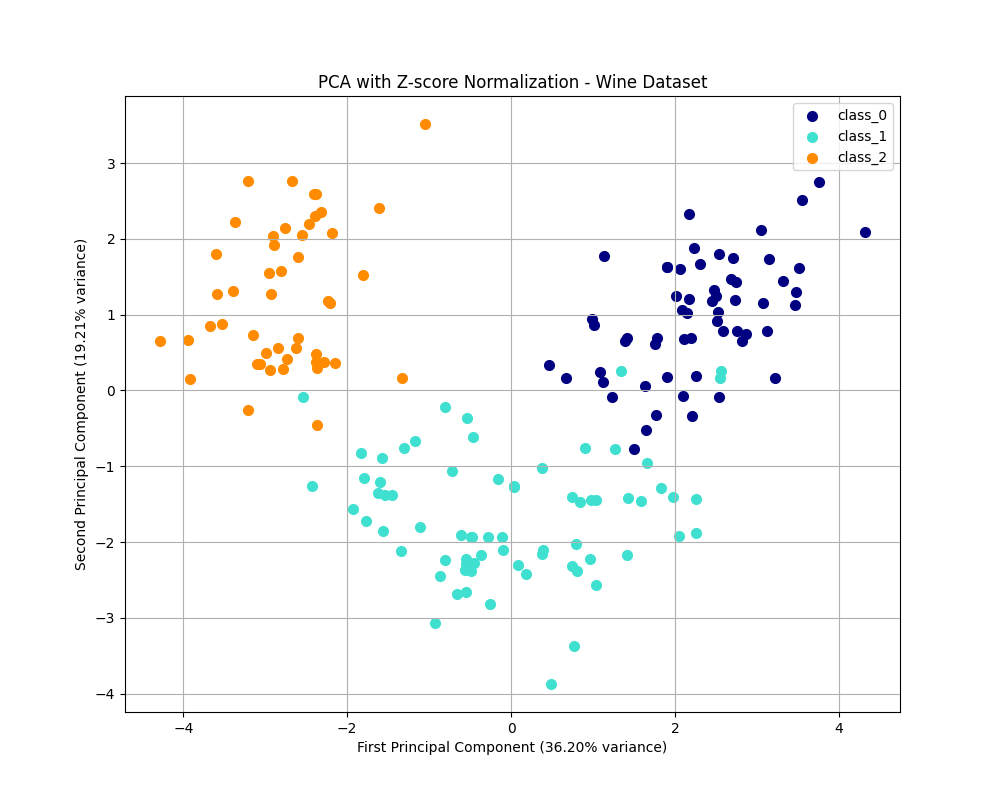 PCA with Z-score Normalization - Wine Dataset
class_0
class_1
class_2
3
2
1
0
−1
−2
−3
−4
Second Principal Component (19.21% variance)
−4 −2 0 2 4
First Principal Component (36.20% variance)